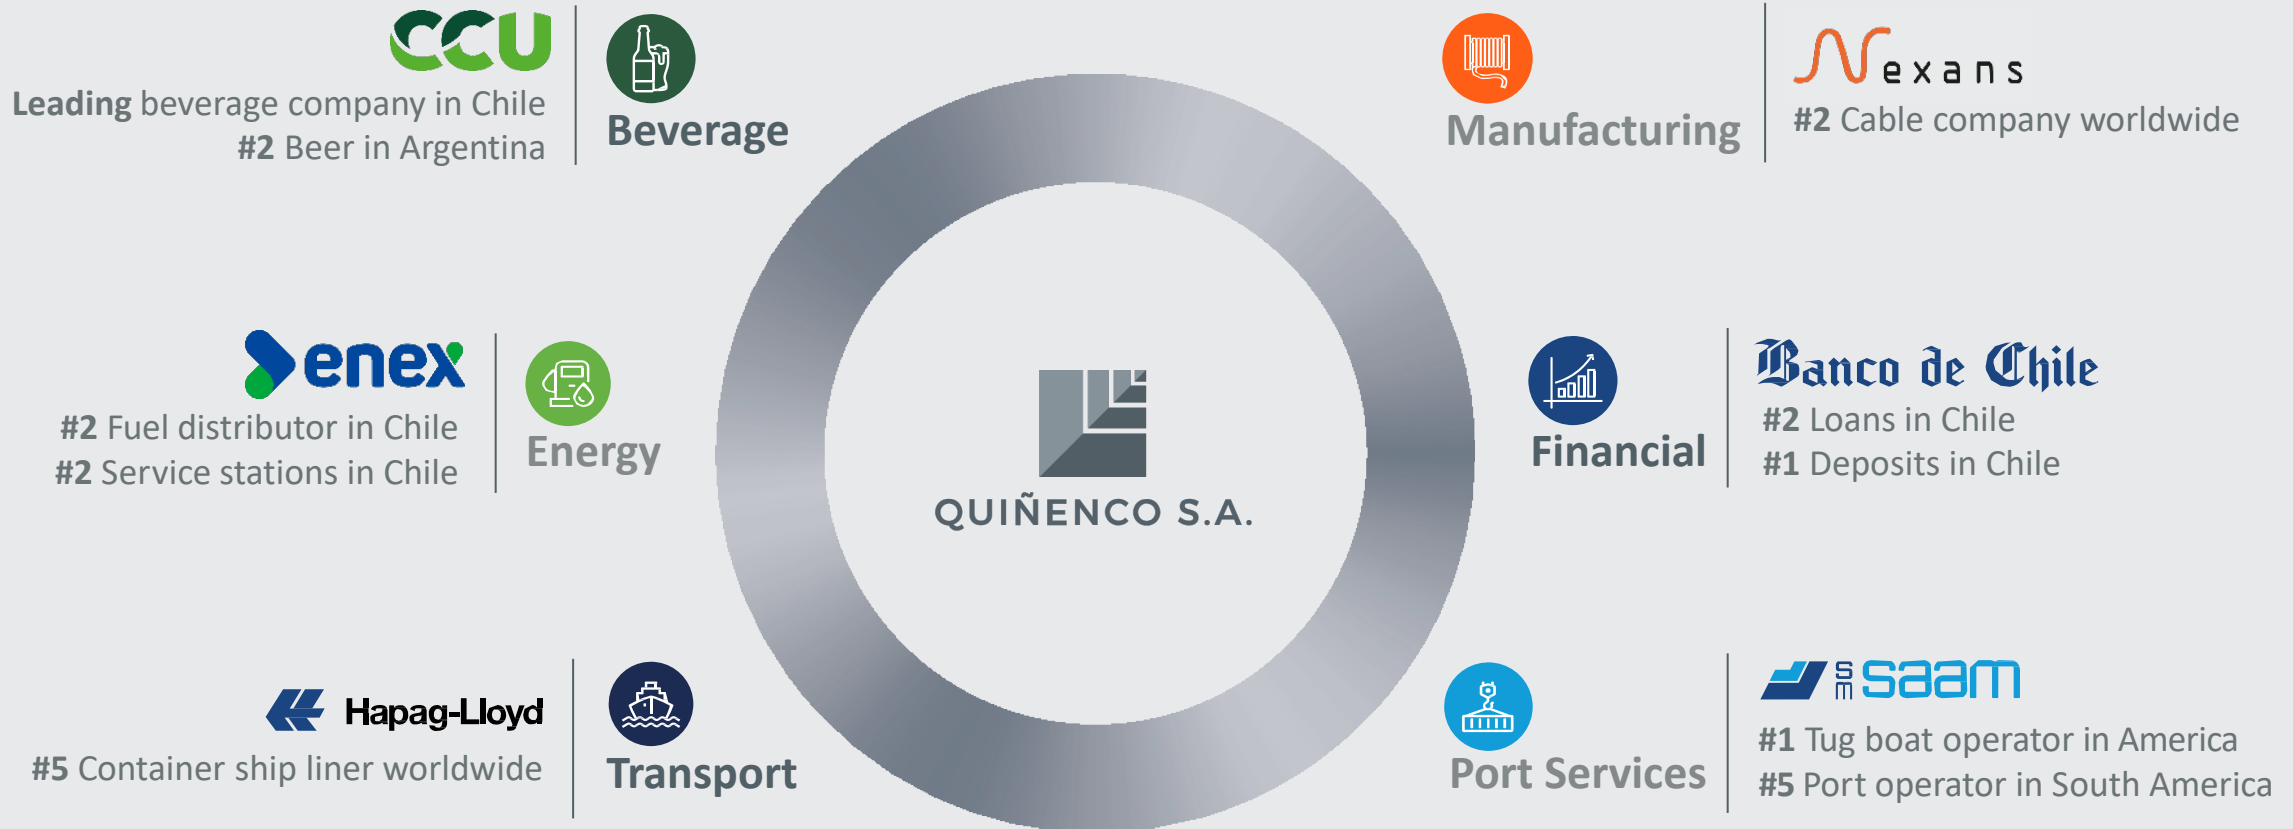 CCU
Leading beverage company in Chile
#2 Beer in Argentina
Beverage
Manufacturing
Nexans
#2 Cable company worldwide
enex
#2 Fuel distributor in Chile
#2 Service stations in Chile
Energy
QUIÑENCO S.A.
Financial
Banco de Chile
#2 Loans in Chile
#1 Deposits in Chile
Hapag-Lloyd
#5 Container ship liner worldwide
Transport
Port Services
SM saam
#1 Tug boat operator in America
#5 Port operator in South America